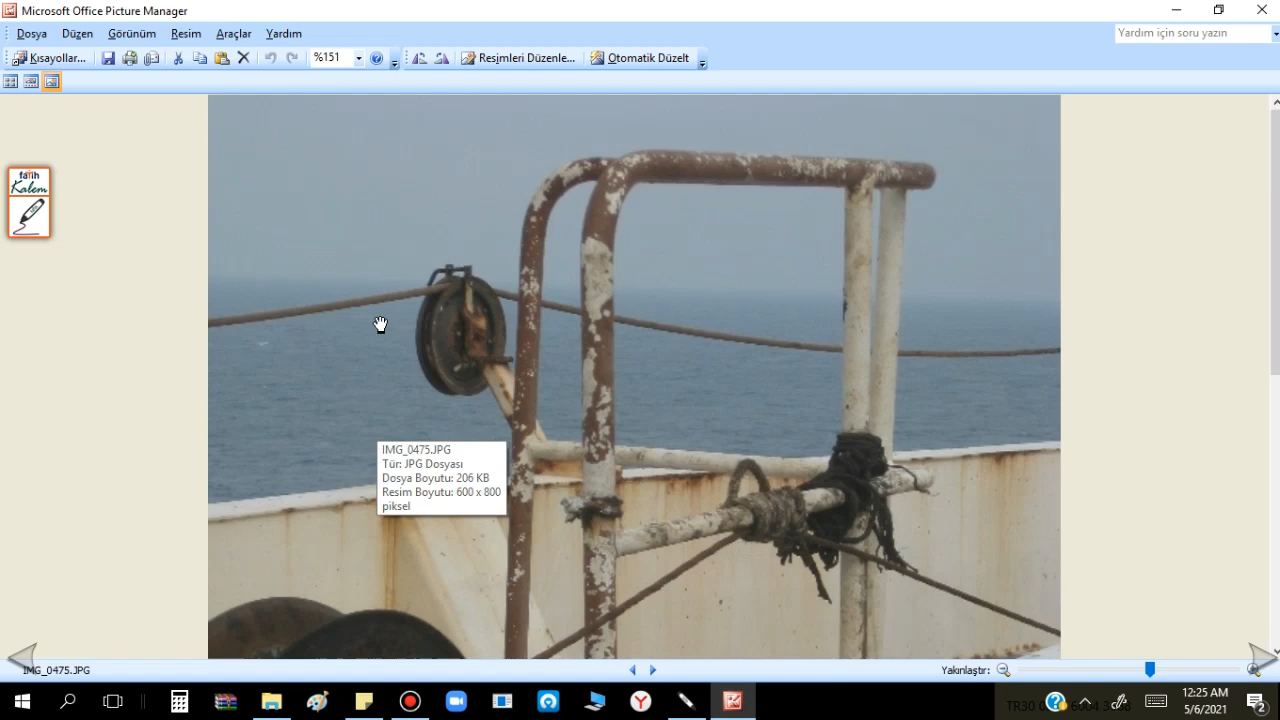 Microsoft Office Picture Manager
Dosya Düzen Görünüm Resim Araçlar Yardım
Yardım için soru yazın
Kısayollar... %151 Resimleri Düzenle... Otomatik Düzelt
fatih
Kalem
IMG_0475.JPG
Tür: JPG Dosyası
Dosya Boyutu: 206 KB
Resim Boyutu: 600 x 800
piksel
IMG_0475.JPG
Yakınlaştır:
12:25 AM
5/6/2021
2